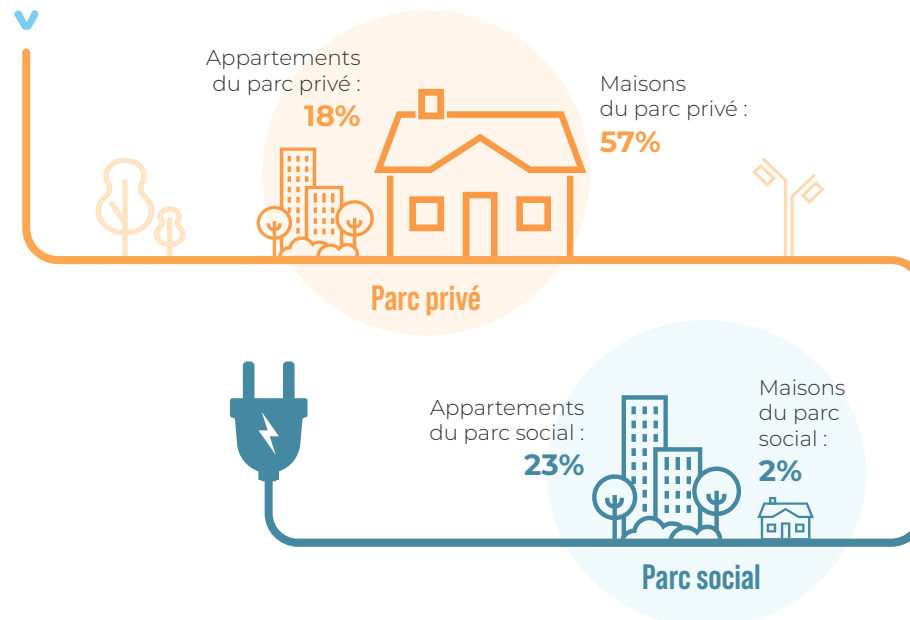 Appartements
du parc privé :
18%
Maisons
du parc privé :
57%
Parc privé
Appartements
du parc social :
23%
Maisons
du parc
social :
2%
Parc social